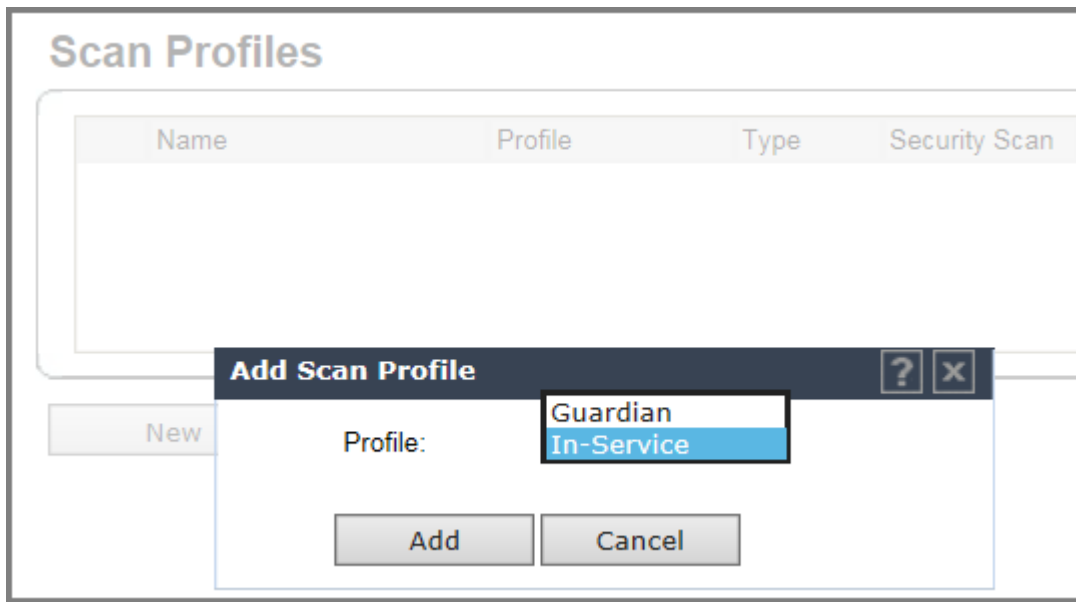 Scan Profiles
Name Profile Type Security Scan
Add Scan Profile ? x
New
Profile:
Guardian
In-Service
Add Cancel